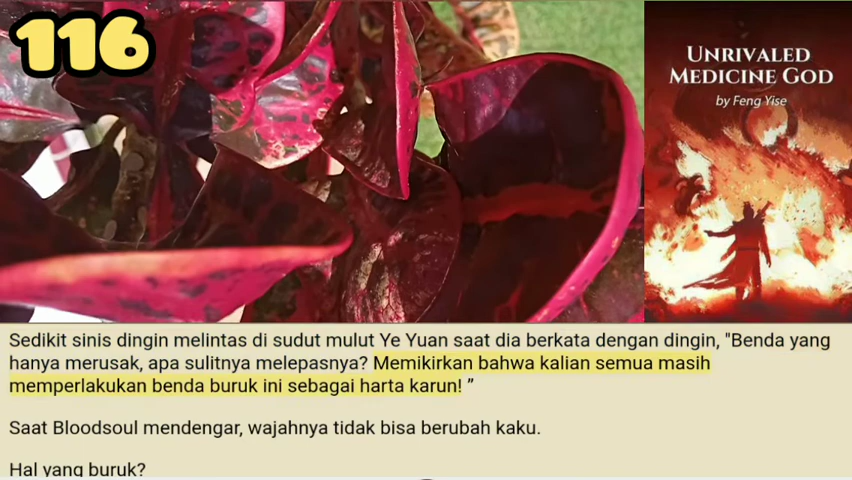 116
UNRIVALED
MEDICINE GOD
by Feng Yise
Sedikit sinis dingin melintas di sudut mulut Ye Yuan saat dia berkata dengan dingin, "Benda yang
hanya merusak, apa sulitnya melepasnya? Memikirkan bahwa kalian semua masih
memperlakukan benda buruk ini sebagai harta karun! ”
Saat Bloodsoul mendengar, wajahnya tidak bisa berubah kaku.
Hal yang buruk?